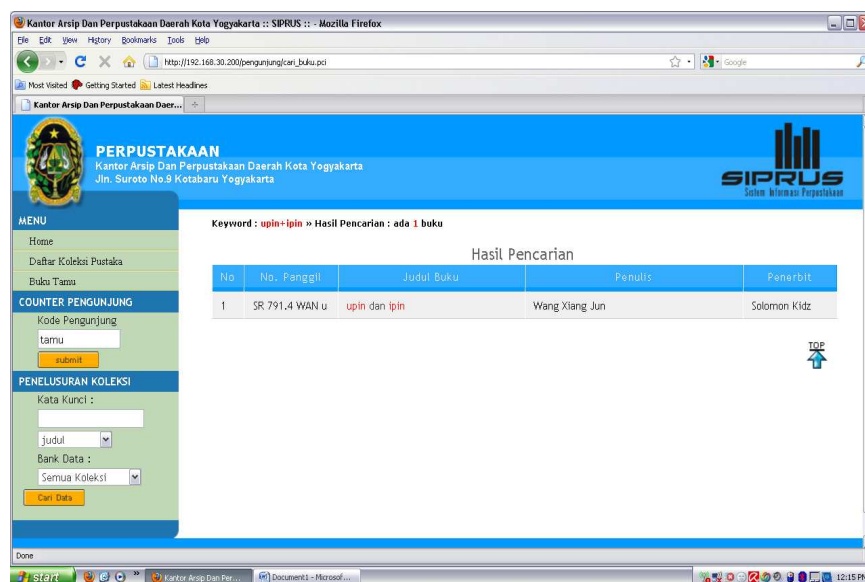 Kantor Arsip Dan Perpustakaan Daerah Kota Yogyakarta :: SIPRUS :: - Mozilla Firefox
File Edit View History Bookmarks Tools Help
http://192.168.30.200/pengunjung/cari_buku.pci
Google
Most Visited Getting Started Latest Headlines
Kantor Arsip Dan Perpustakaan Daer...
PERPUSTAKAAN
Kantor Arsip Dan Perpustakaan Daerah Kota Yogyakarta
Jln. Suroto No.9 Kotabaru Yogyakarta
SIPRUS
Sistem Informasi Perpustakaan
MENU
Home
Daftar Koleksi Pustaka
Buku Tamu
COUNTER PENGUNJUNG
Kode Pengunjung
tamu
submit
PENELUSURAN KOLEKSI
Kata Kunci :
judul
Bank Data :
Semua Koleksi
Cari Data
Keyword : upin+ipin » Hasil Pencarian : ada 1 buku
Hasil Pencarian
No No. Panggil Judul Buku Penulis Penerbit
1 SR 791.4 WAN u upin dan ipin Wang Xiang Jun Solomon Kidz
TOP
Done
start Kantor Arsip Dan Per... Document1 - Microsof... 12:15 PM